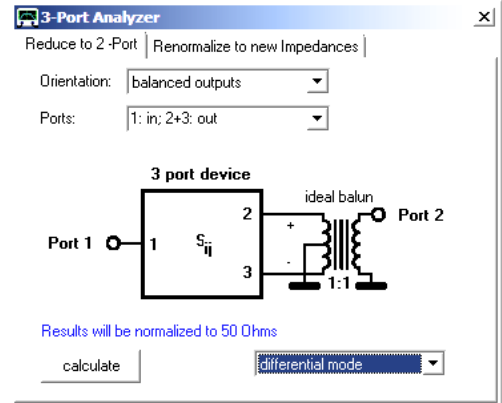 3-Port Analyzer
Reduce to 2 -Port Renormalize to new Impedances
Orientation: balanced outputs
Ports: 1: in; 2+3: out
3 port device
ideal balun
2 Port 2
+
Port 1 1 Sij
-
3
1:1
Results will be normalized to 50 Ohms
calculate differential mode